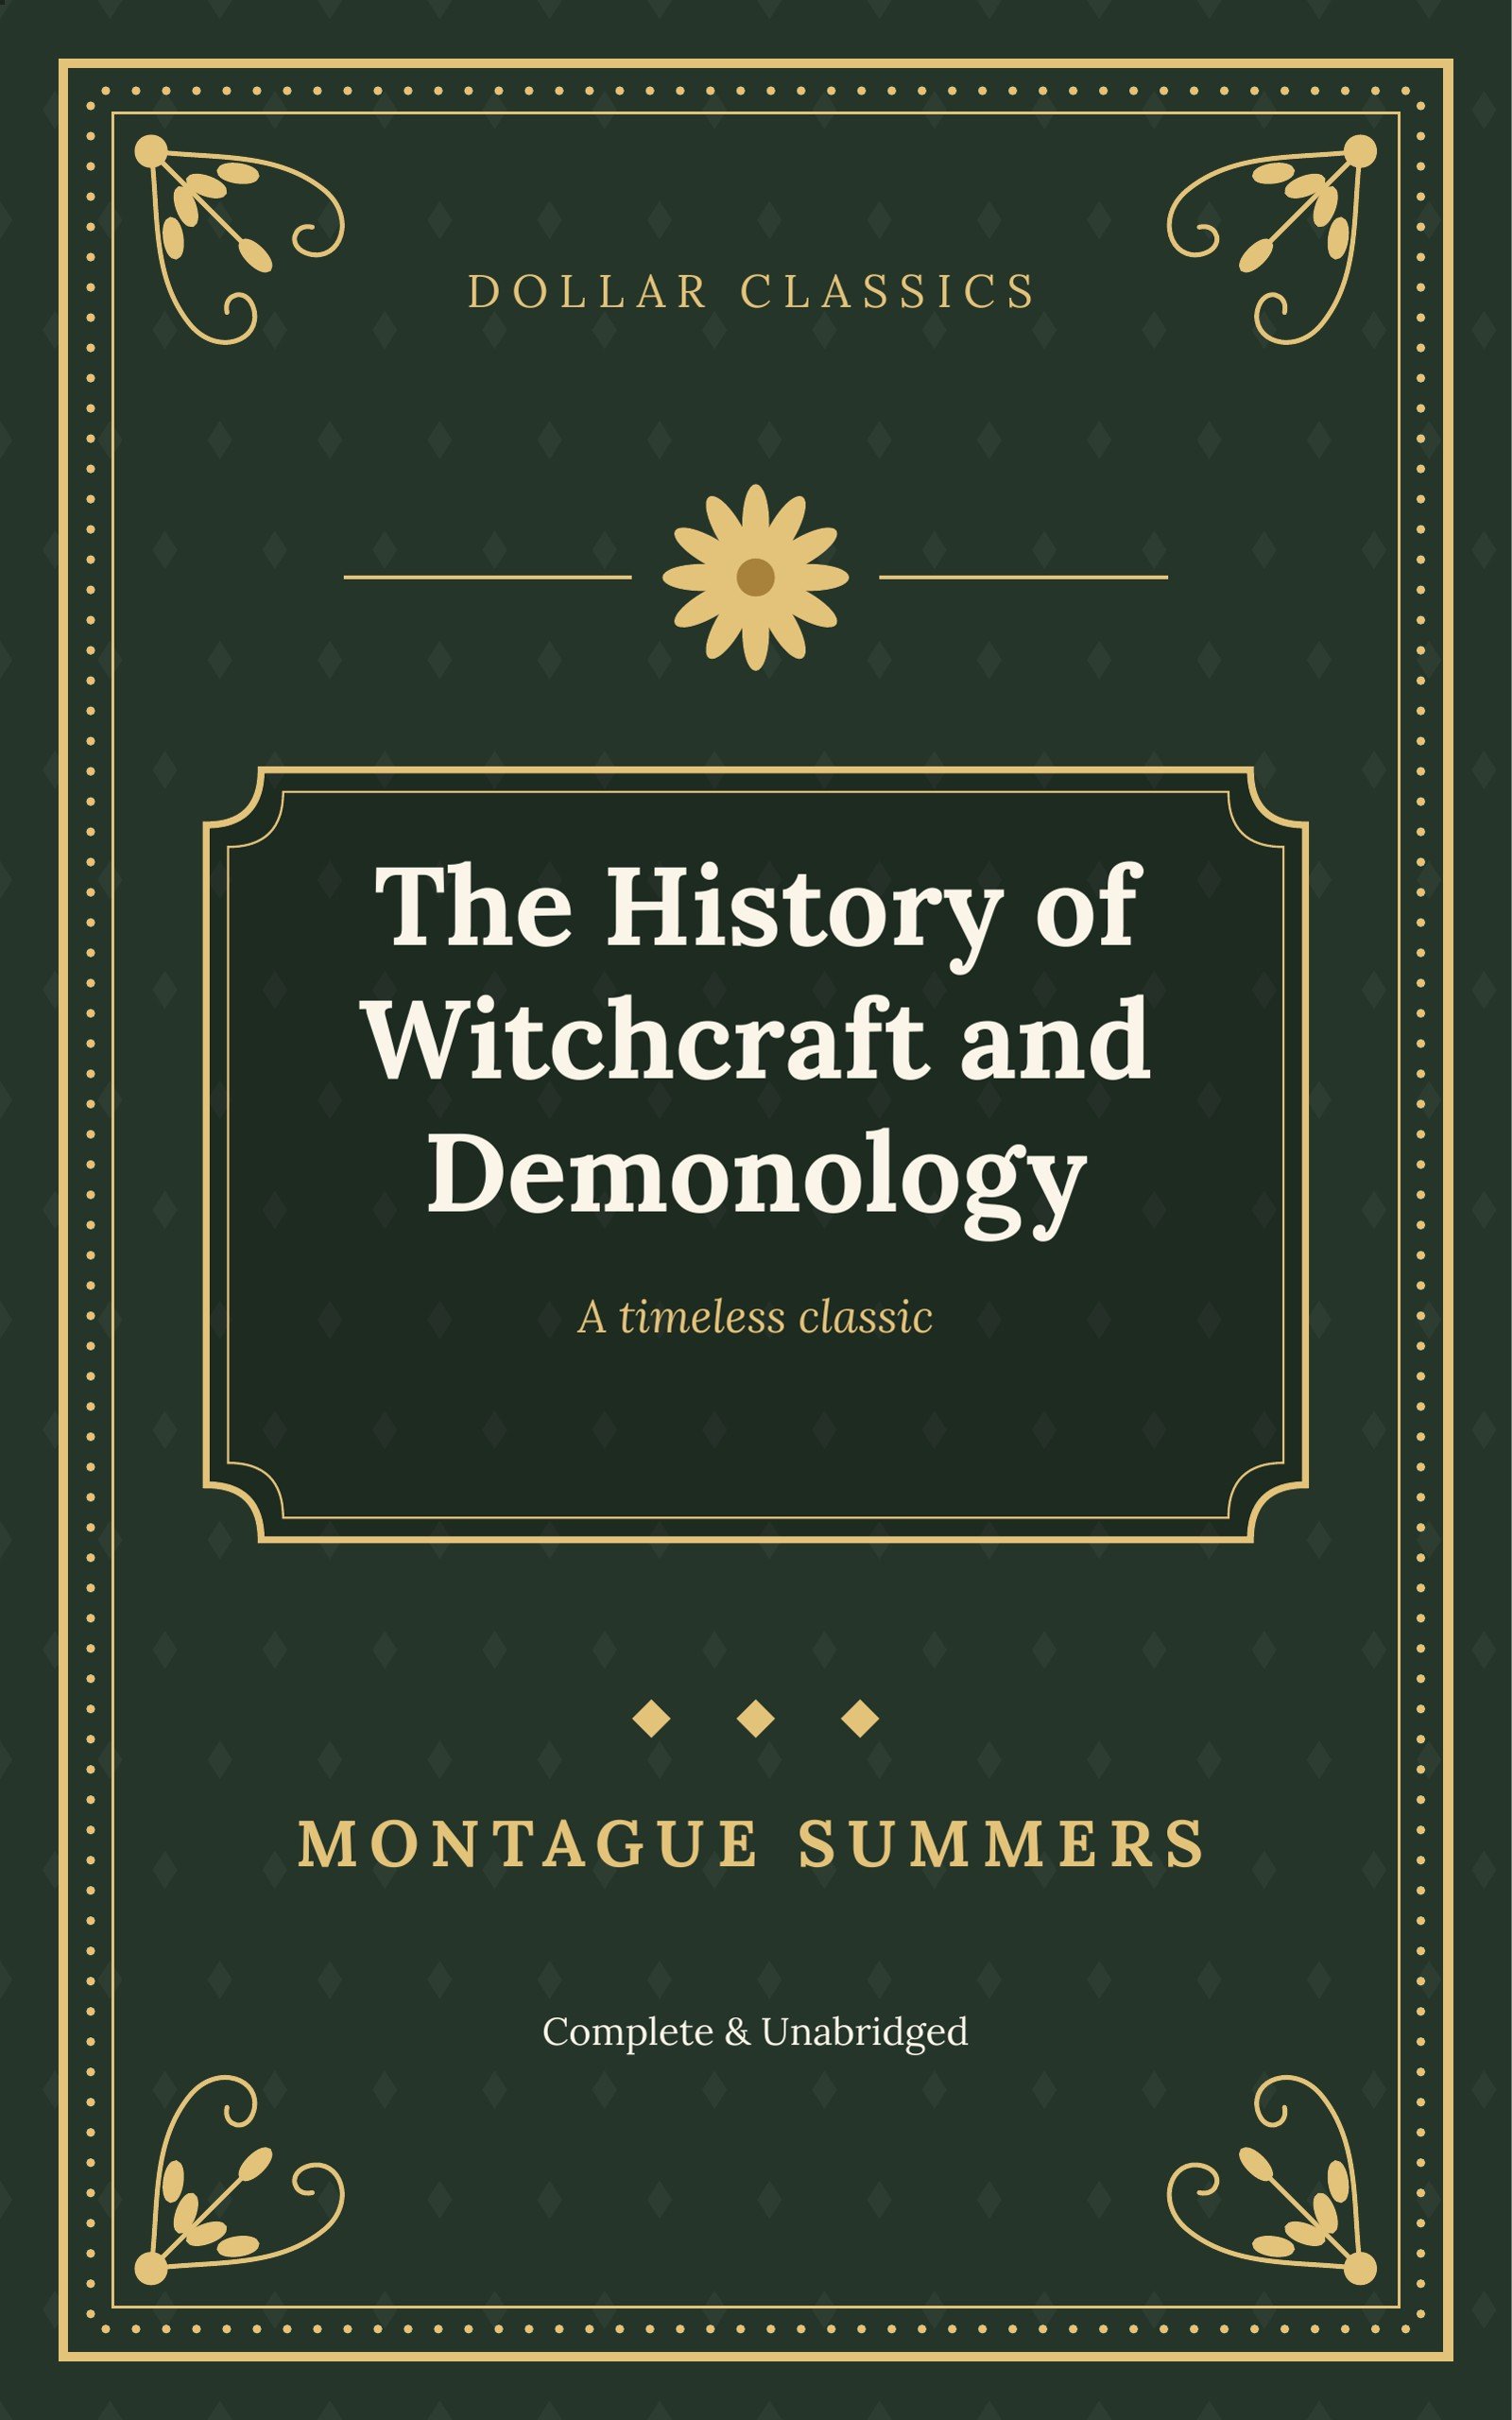 DOLLAR CLASSICS
The History of
Witchcraft and
Demonology
A timeless classic
MONTAGUE SUMMERS
Complete & Unabridged